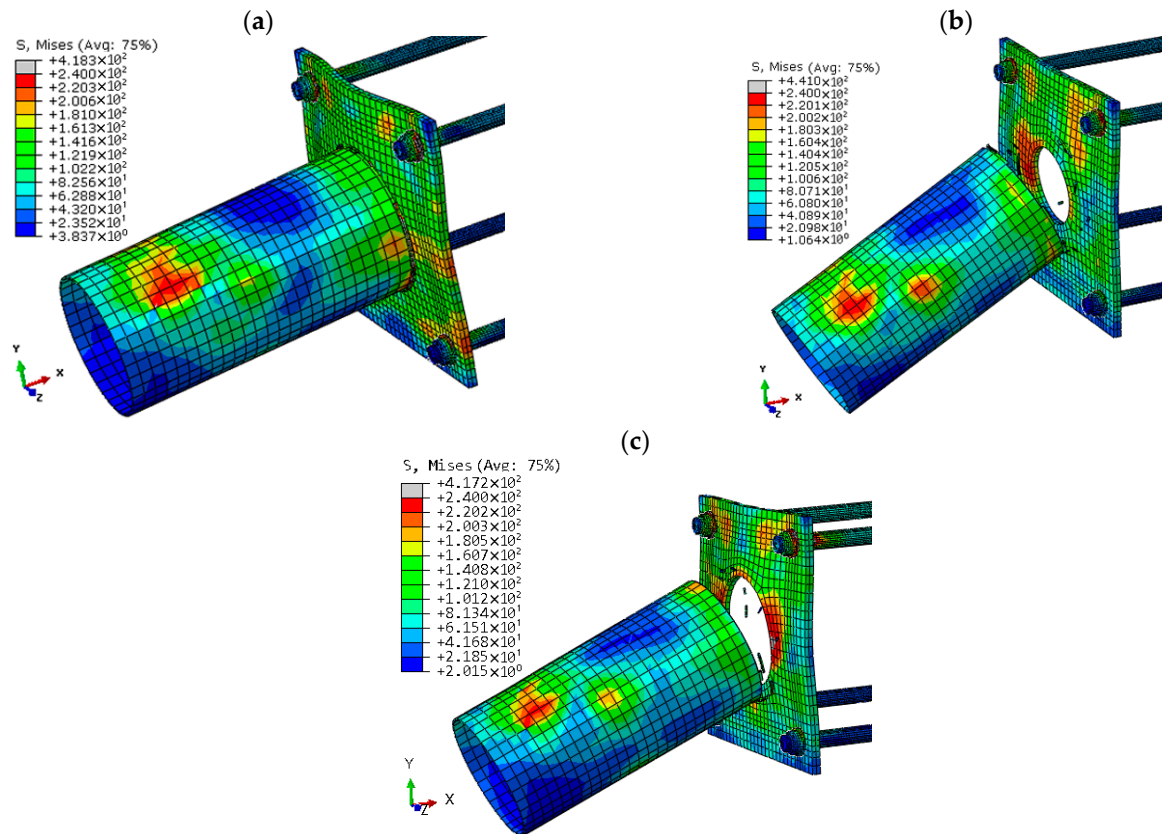 (a)
S, Mises (Avg: 75%)
+4.183×10²
+2.400×10²
+2.203×10²
+2.006×10²
+1.810×10²
+1.613×10²
+1.416×10²
+1.219×10²
+1.022×10²
+8.256×10¹
+6.288×10¹
+4.320×10¹
+2.352×10¹
+3.837×10⁰
Y
X
Z
(b)
S, Mises (Avg: 75%)
+4.410×10²
+2.400×10²
+2.201×10²
+2.002×10²
+1.803×10²
+1.604×10²
+1.404×10²
+1.205×10²
+1.006×10²
+8.071×10¹
+6.080×10¹
+4.089×10¹
+2.098×10¹
+1.064×10⁰
Y
X
Z
(c)
S, Mises (Avg: 75%)
+4.172×10²
+2.400×10²
+2.202×10²
+2.003×10²
+1.805×10²
+1.607×10²
+1.408×10²
+1.210×10²
+1.012×10²
+8.134×10¹
+6.151×10¹
+4.168×10¹
+2.185×10¹
+2.015×10⁰
Y
X
Z